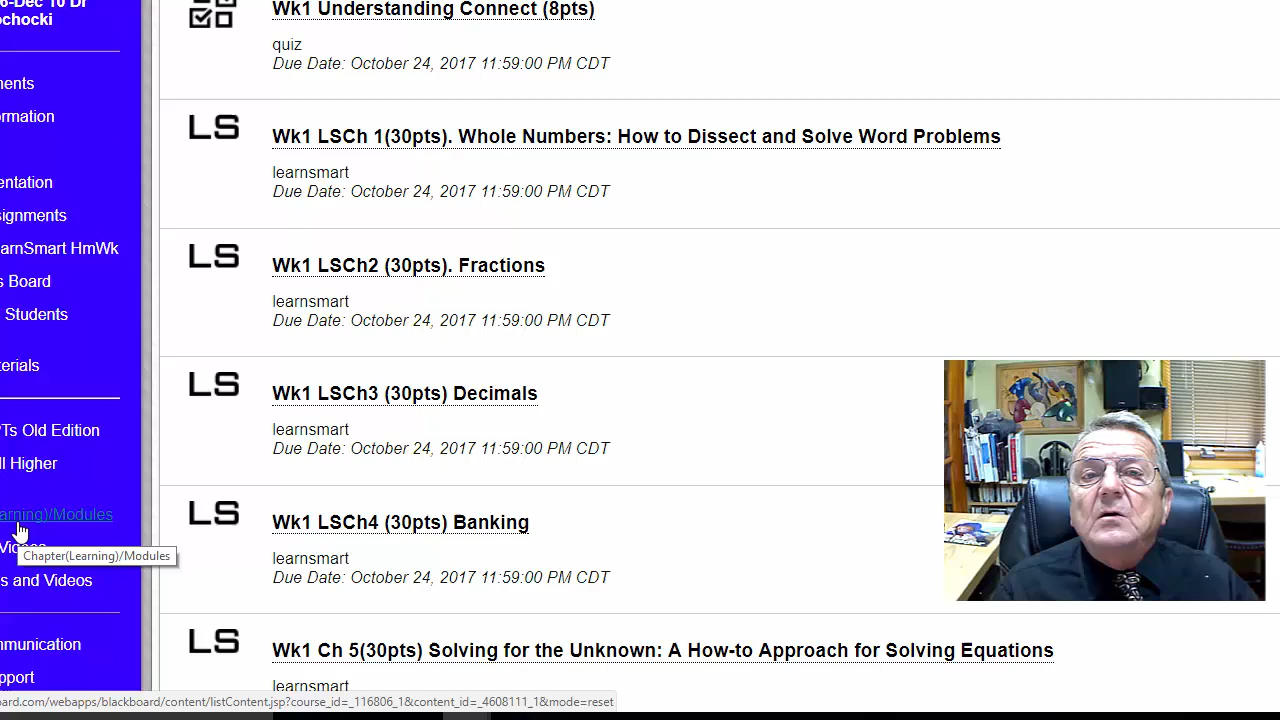 6-Dec 10 Dr
ochocki
nents
ormation
entation
signments
arnSmart HmWk
s Board
Students
erials
Ts Old Edition
ll Higher
arning)/Modules
Videos
Chapter(Learning)/Modules
s and Videos
mmunication
pport
Wk1 Understanding Connect (8pts)
quiz
Due Date: October 24, 2017 11:59:00 PM CDT
LS
Wk1 LSCh 1(30pts). Whole Numbers: How to Dissect and Solve Word Problems
learnsmart
Due Date: October 24, 2017 11:59:00 PM CDT
LS
Wk1 LSCh2 (30pts). Fractions
learnsmart
Due Date: October 24, 2017 11:59:00 PM CDT
LS
Wk1 LSCh3 (30pts) Decimals
learnsmart
Due Date: October 24, 2017 11:59:00 PM CDT
LS
Wk1 LSCh4 (30pts) Banking
learnsmart
Due Date: October 24, 2017 11:59:00 PM CDT
LS
Wk1 Ch 5(30pts) Solving for the Unknown: A How-to Approach for Solving Equations
learnsmart
oard.com/webapps/blackboard/content/listContent.jsp?course_id=_116806_1&content_id=_4608111_1&mode=reset